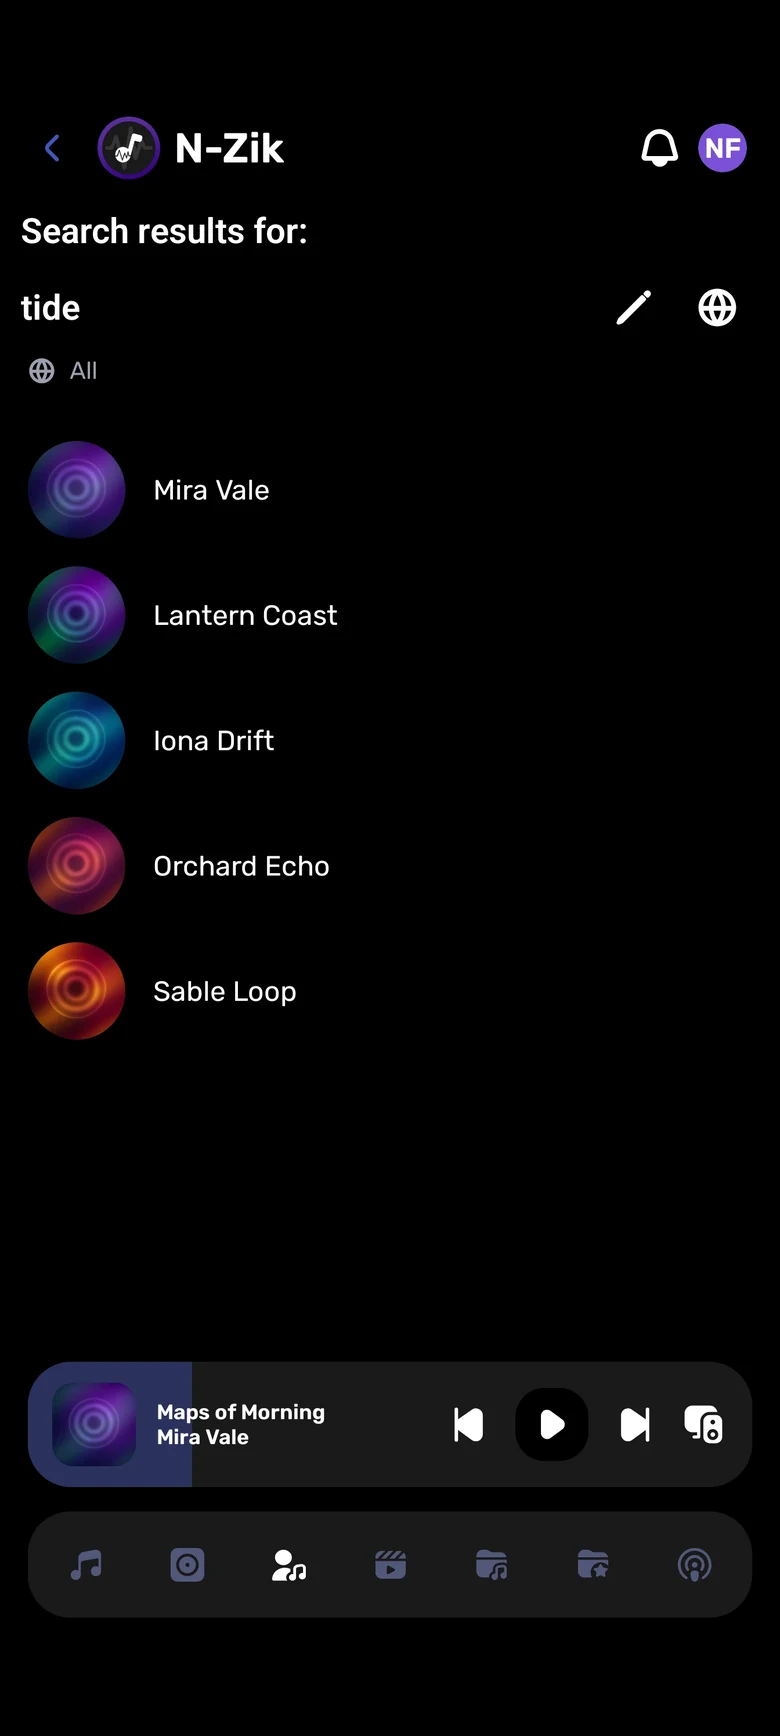 N-Zik
NF
Search results for:
tide
All
Mira Vale
Lantern Coast
Iona Drift
Orchard Echo
Sable Loop
Maps of Morning
Mira Vale